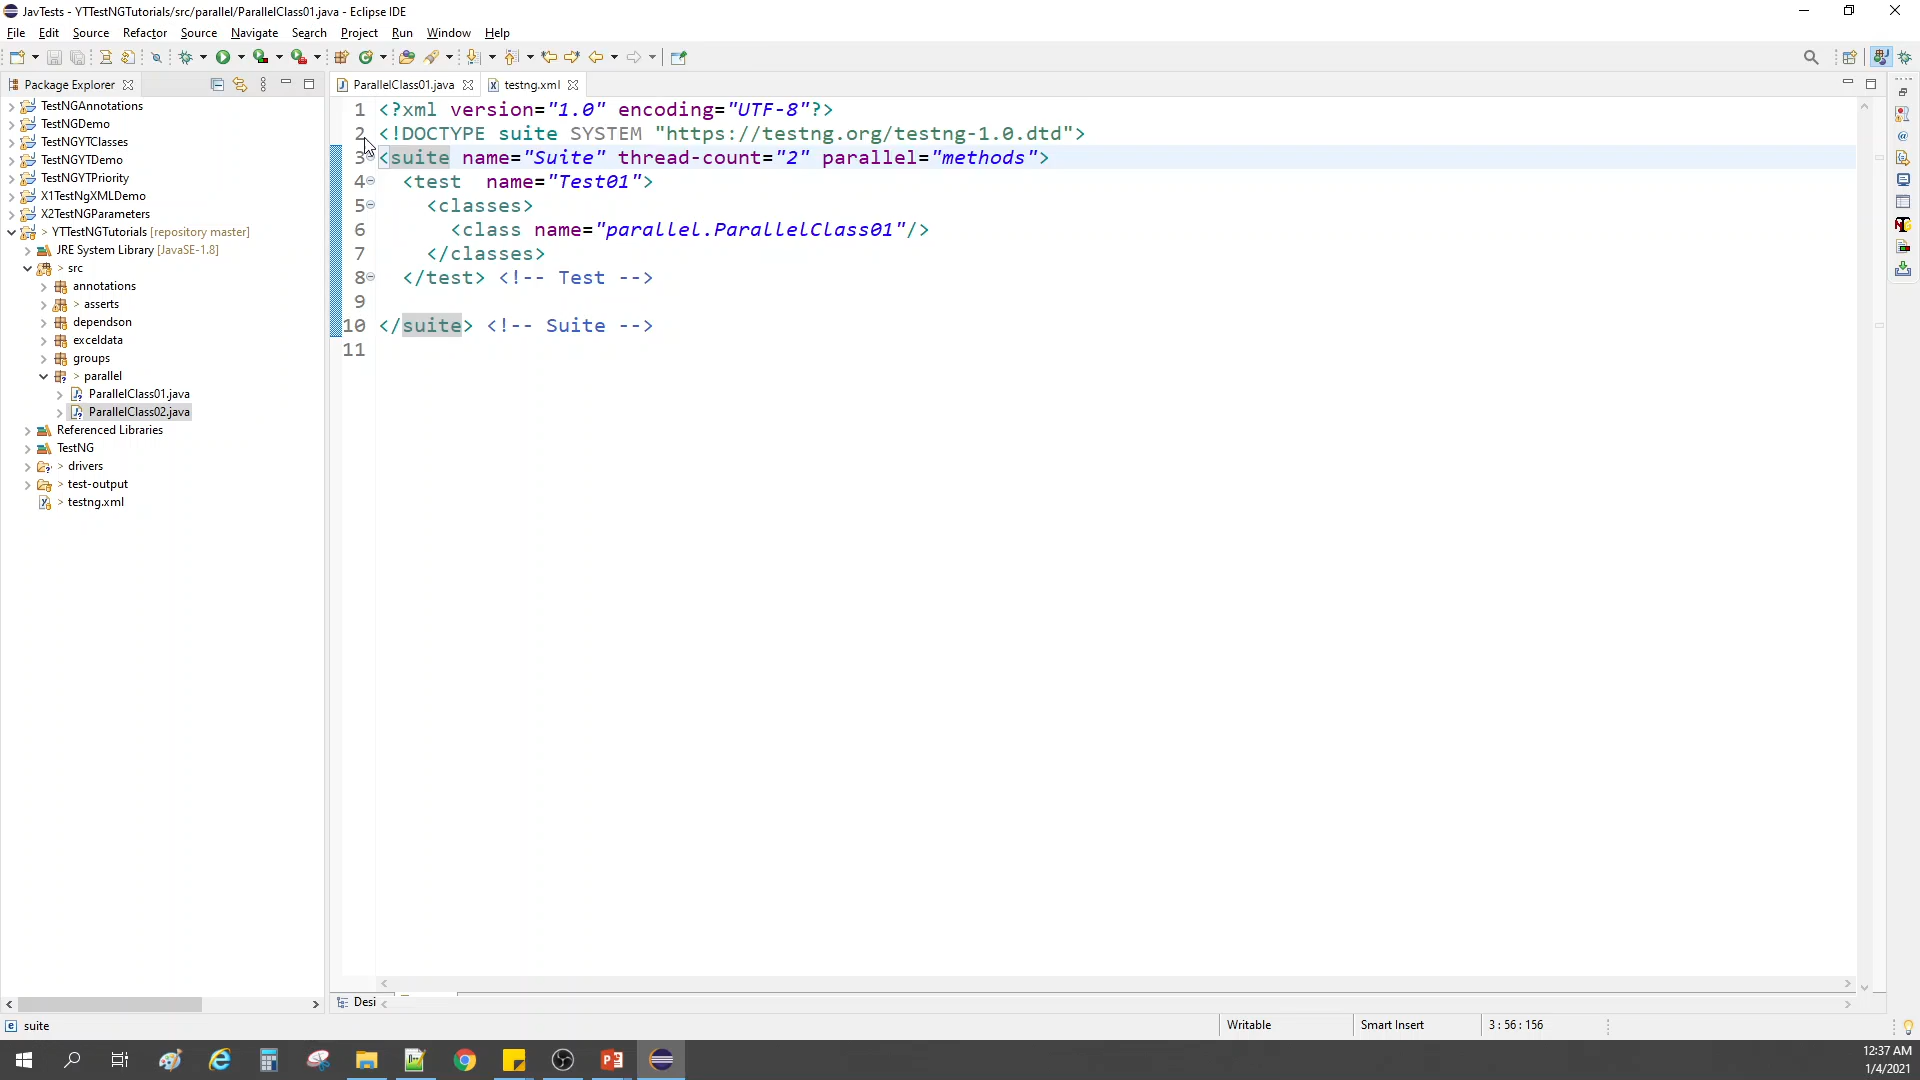 JavTests - YTTestNGTutorials/src/parallel/ParallelClass01.java - Eclipse IDE
File Edit Source Refactor Source Navigate Search Project Run Window Help
Package Explorer
TestNGAnnotations
TestNGDemo
TestNGYTClasses
TestNGYTDemo
TestNGYTPriority
X1TestNgXMLDemo
X2TestNGParameters
> YTTestNGTutorials [repository master]
JRE System Library [JavaSE-1.8]
> src
annotations
> asserts
dependson
exceldata
groups
> parallel
ParallelClass01.java
ParallelClass02.java
Referenced Libraries
TestNG
> drivers
> test-output
> testng.xml
ParallelClass01.java testng.xml
1 <?xml version="1.0" encoding="UTF-8"?>
2 <!DOCTYPE suite SYSTEM "https://testng.org/testng-1.0.dtd">
3 <suite name="Suite" thread-count="2" parallel="methods">
4 <test  name="Test01">
5 <classes>
6 <class name="parallel.ParallelClass01"/>
7 </classes>
8 </test> <!-- Test -->
9
10 </suite> <!-- Suite -->
11
Desi
suite
Writable
Smart Insert
3 : 56 : 156
12:37 AM
1/4/2021